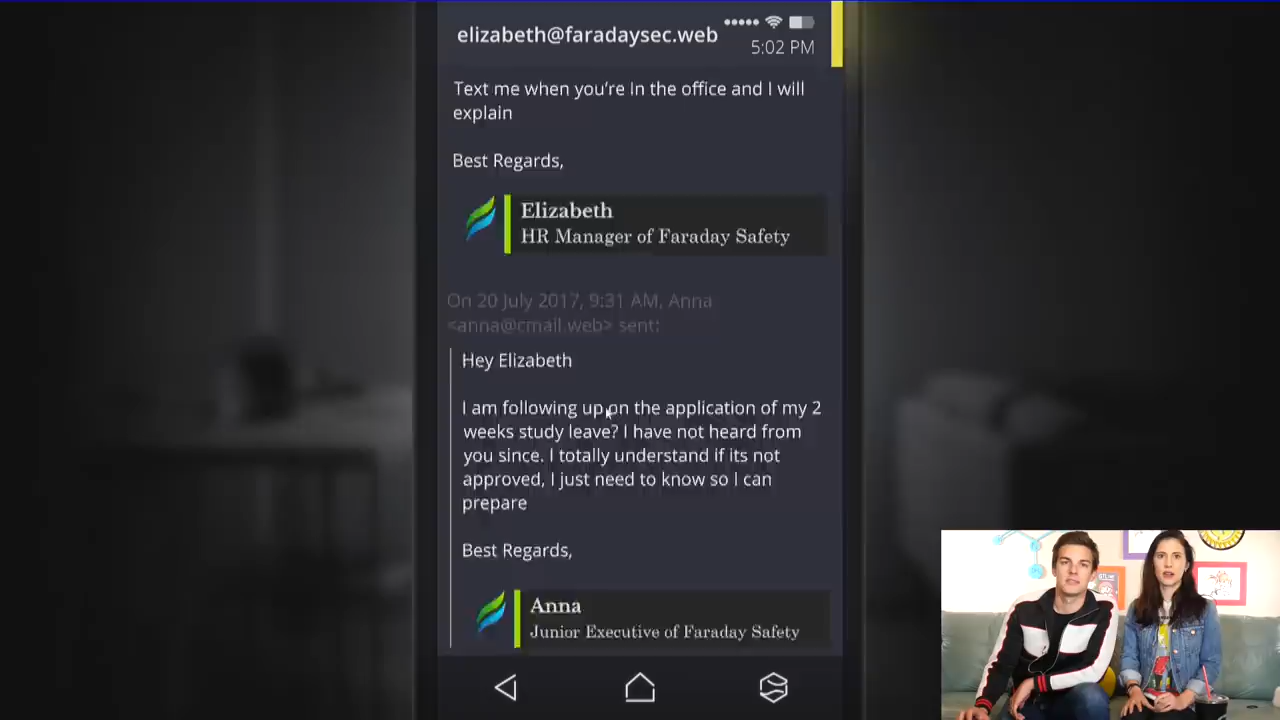 elizabeth@faradaysec.web
5:02 PM
Text me when you're in the office and I will
explain
Best Regards,
Elizabeth
HR Manager of Faraday Safety
On 20 July 2017, 9:31 AM, Anna
<anna@cmail.web> sent:
Hey Elizabeth
I am following up on the application of my 2
weeks study leave? I have not heard from
you since. I totally understand if its not
approved, I just need to know so I can
prepare
Best Regards,
Anna
Junior Executive of Faraday Safety